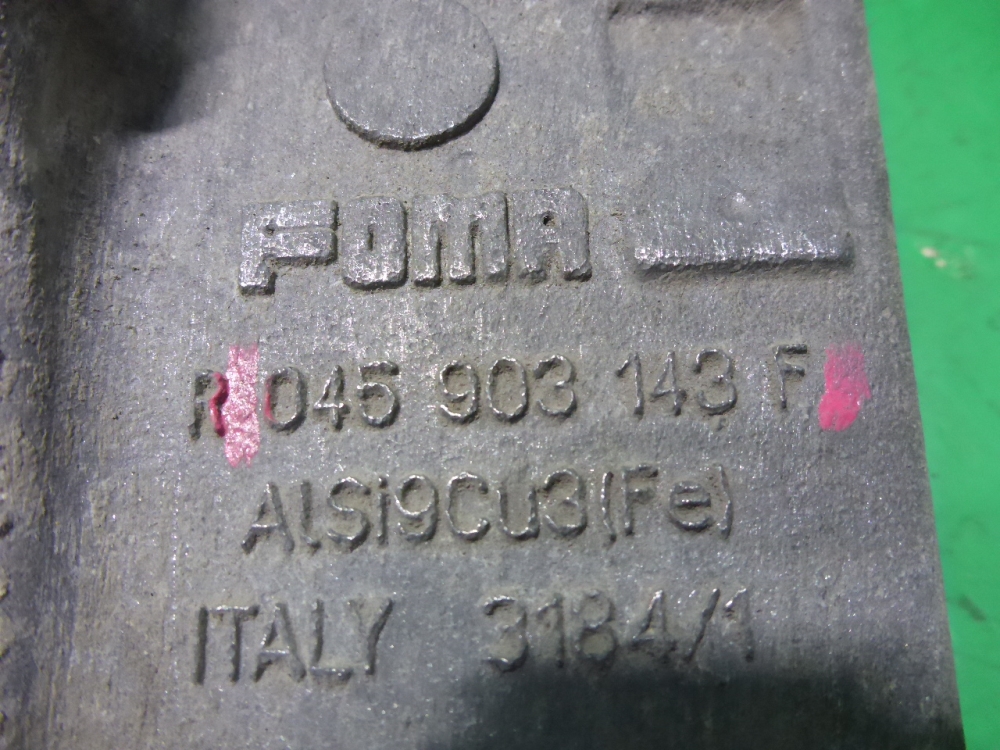 FOMA
R 045 903 143 F
AlSi9Cu3(Fe)
ITALY 3184/1